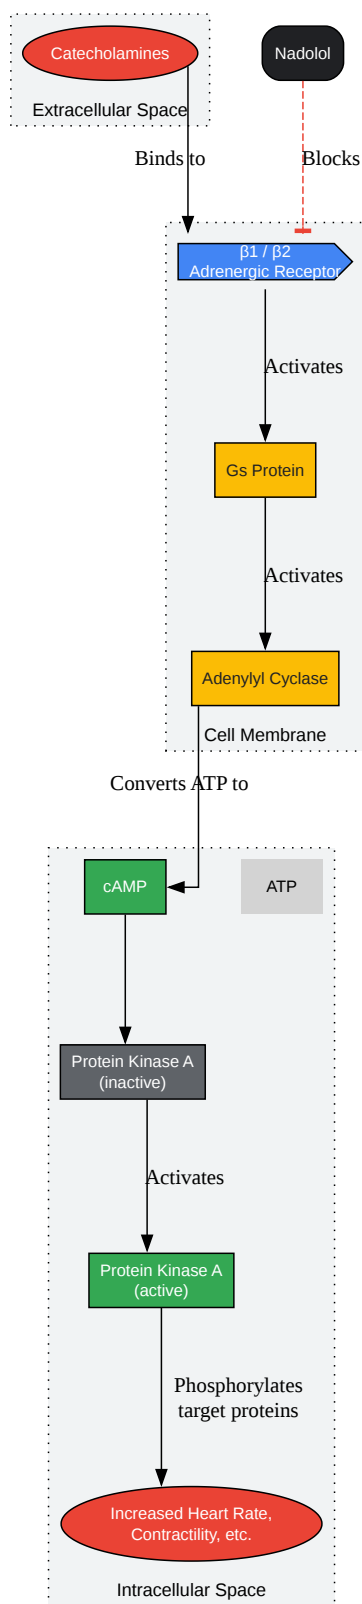 Catecholamines
Nadolol
Extracellular Space
Binds to
Blocks
β1 / β2
Adrenergic Receptor
Activates
Gs Protein
Activates
Adenylyl Cyclase
Cell Membrane
Converts ATP to
cAMP
ATP
Protein Kinase A
(inactive)
Activates
Protein Kinase A
(active)
Phosphorylates
target proteins
Increased Heart Rate,
Contractility, etc.
Intracellular Space